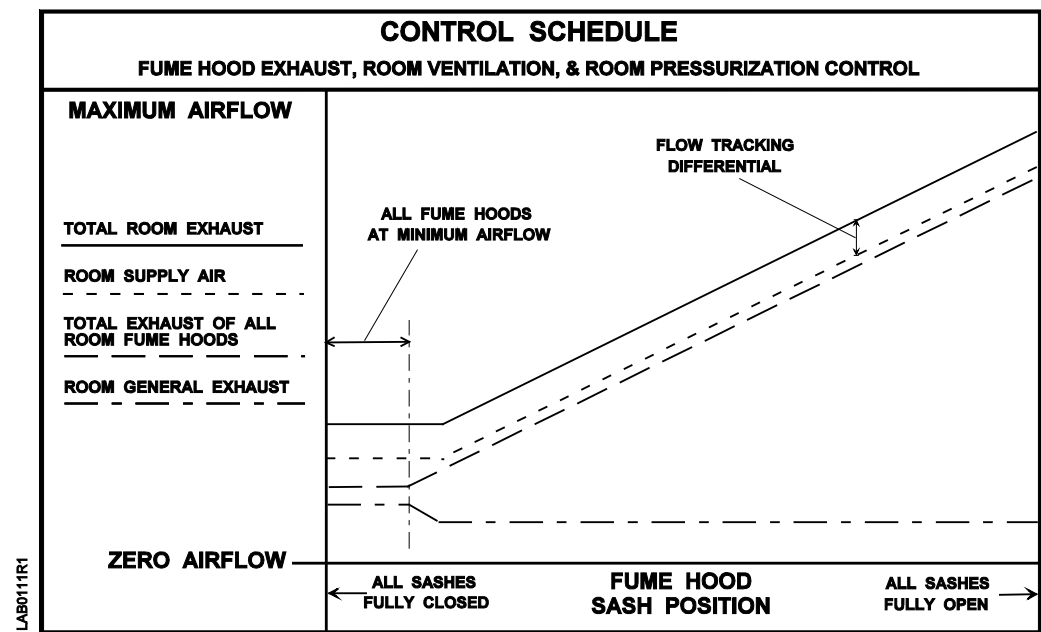 CONTROL SCHEDULE
FUME HOOD EXHAUST, ROOM VENTILATION, & ROOM PRESSURIZATION CONTROL
MAXIMUM AIRFLOW
TOTAL ROOM EXHAUST
ROOM SUPPLY AIR
TOTAL EXHAUST OF ALL
ROOM FUME HOODS
ROOM GENERAL EXHAUST
ZERO AIRFLOW
ALL FUME HOODS
AT MINIMUM AIRFLOW
FLOW TRACKING
DIFFERENTIAL
ALL SASHES
FULLY CLOSED
FUME HOOD
SASH POSITION
ALL SASHES
FULLY OPEN
LAB0111R1